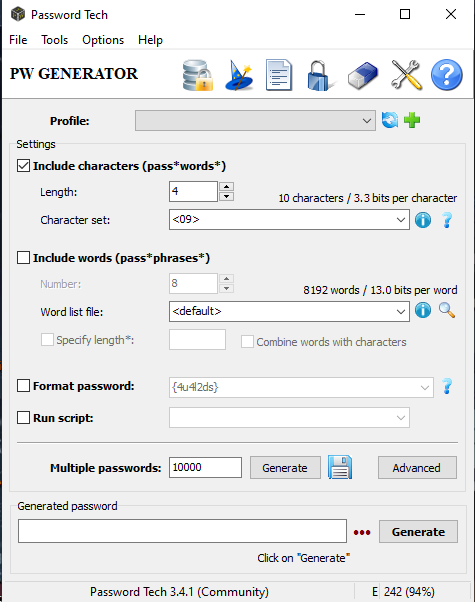 Password Tech
File Tools Options Help
PW GENERATOR
Profile:
Settings
Include characters (pass*words*)
Length: 4
10 characters / 3.3 bits per character
Character set: <09>
Include words (pass*phrases*)
Number: 8
8192 words / 13.0 bits per word
Word list file: <default>
Specify length*: Combine words with characters
Format password: {4u4l2ds}
Run script:
Multiple passwords: 10000 Generate Advanced
Generated password
Generate
Click on "Generate"
Password Tech 3.4.1 (Community) E 242 (94%)